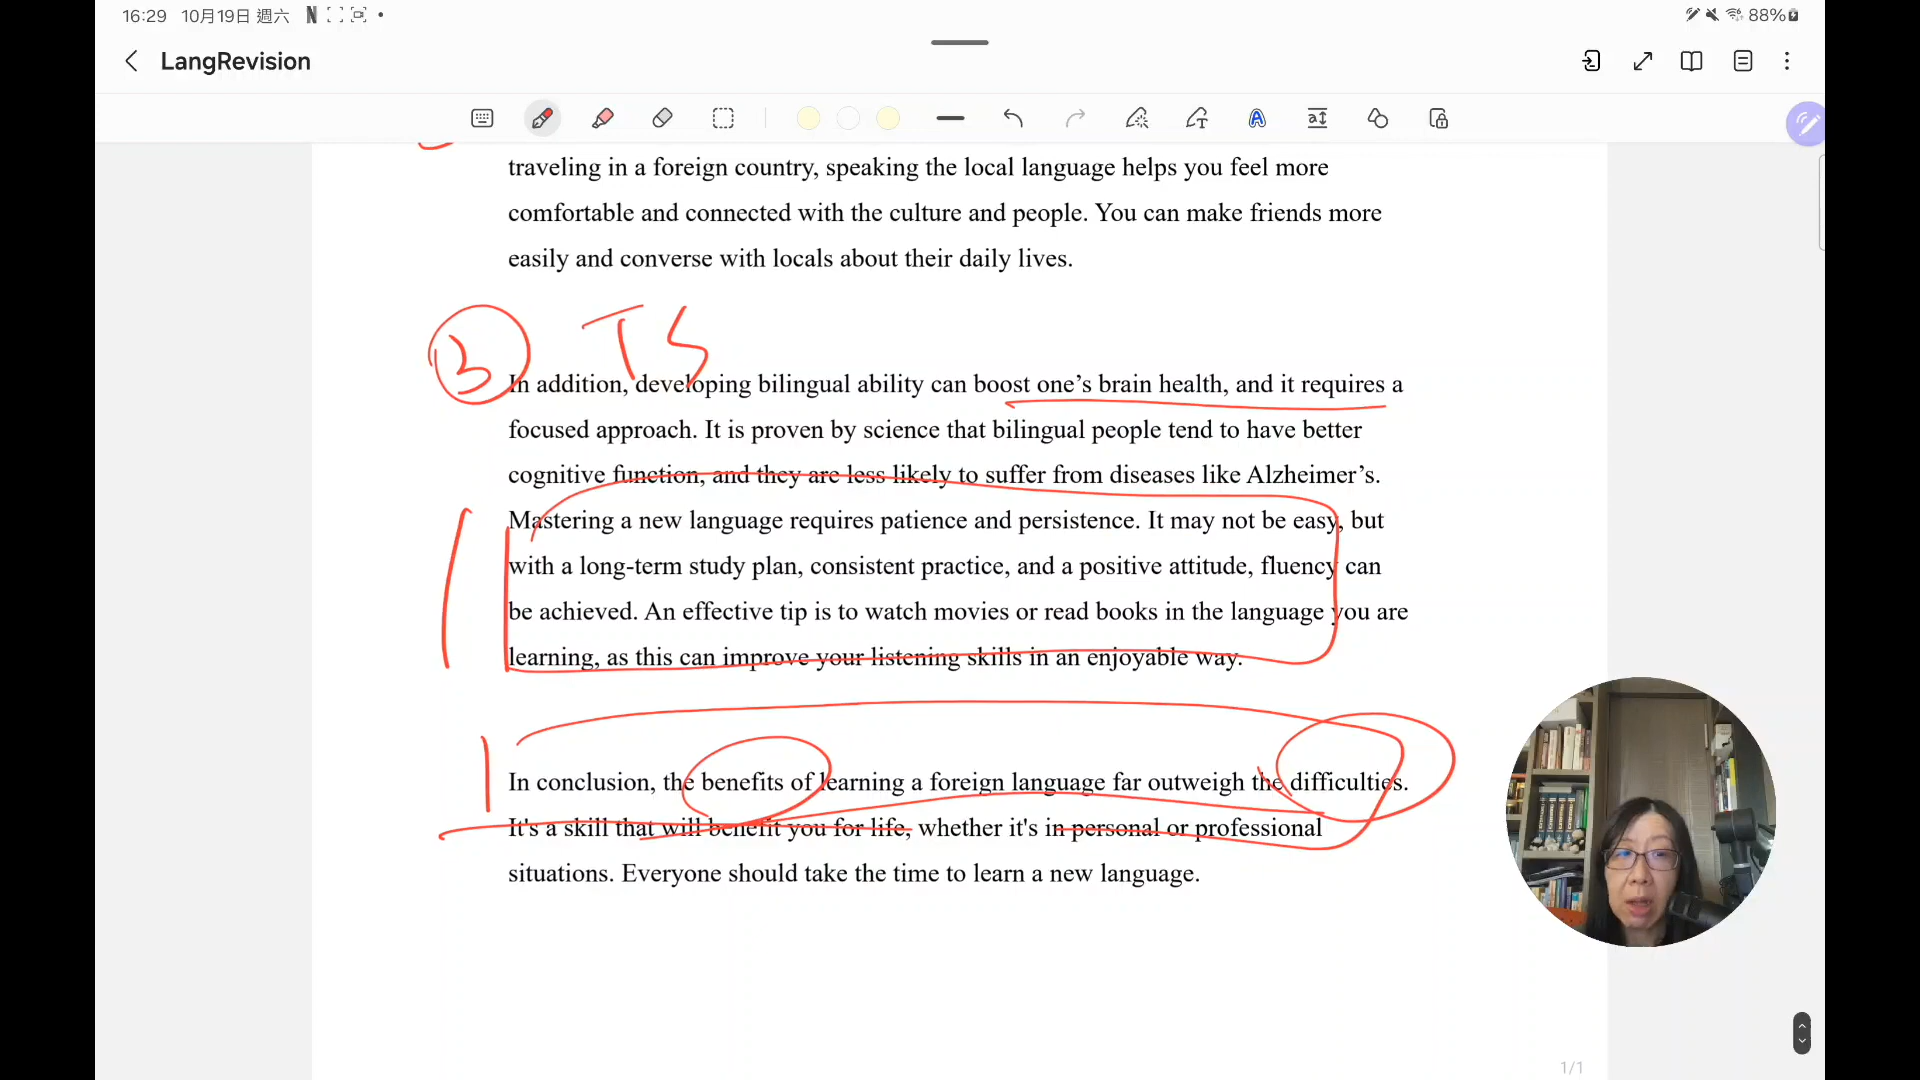 16:29 10月19日 週六 88%
LangRevision
traveling in a foreign country, speaking the local language helps you feel more
comfortable and connected with the culture and people. You can make friends more
easily and converse with locals about their daily lives.
3 TS
In addition, developing bilingual ability can boost one’s brain health, and it requires a
focused approach. It is proven by science that bilingual people tend to have better
cognitive function, and they are less likely to suffer from diseases like Alzheimer’s.
Mastering a new language requires patience and persistence. It may not be easy, but
with a long-term study plan, consistent practice, and a positive attitude, fluency can
be achieved. An effective tip is to watch movies or read books in the language you are
learning, as this can improve your listening skills in an enjoyable way.
In conclusion, the benefits of learning a foreign language far outweigh the difficulties.
It's a skill that will benefit you for life, whether it's in personal or professional
situations. Everyone should take the time to learn a new language.
1/1